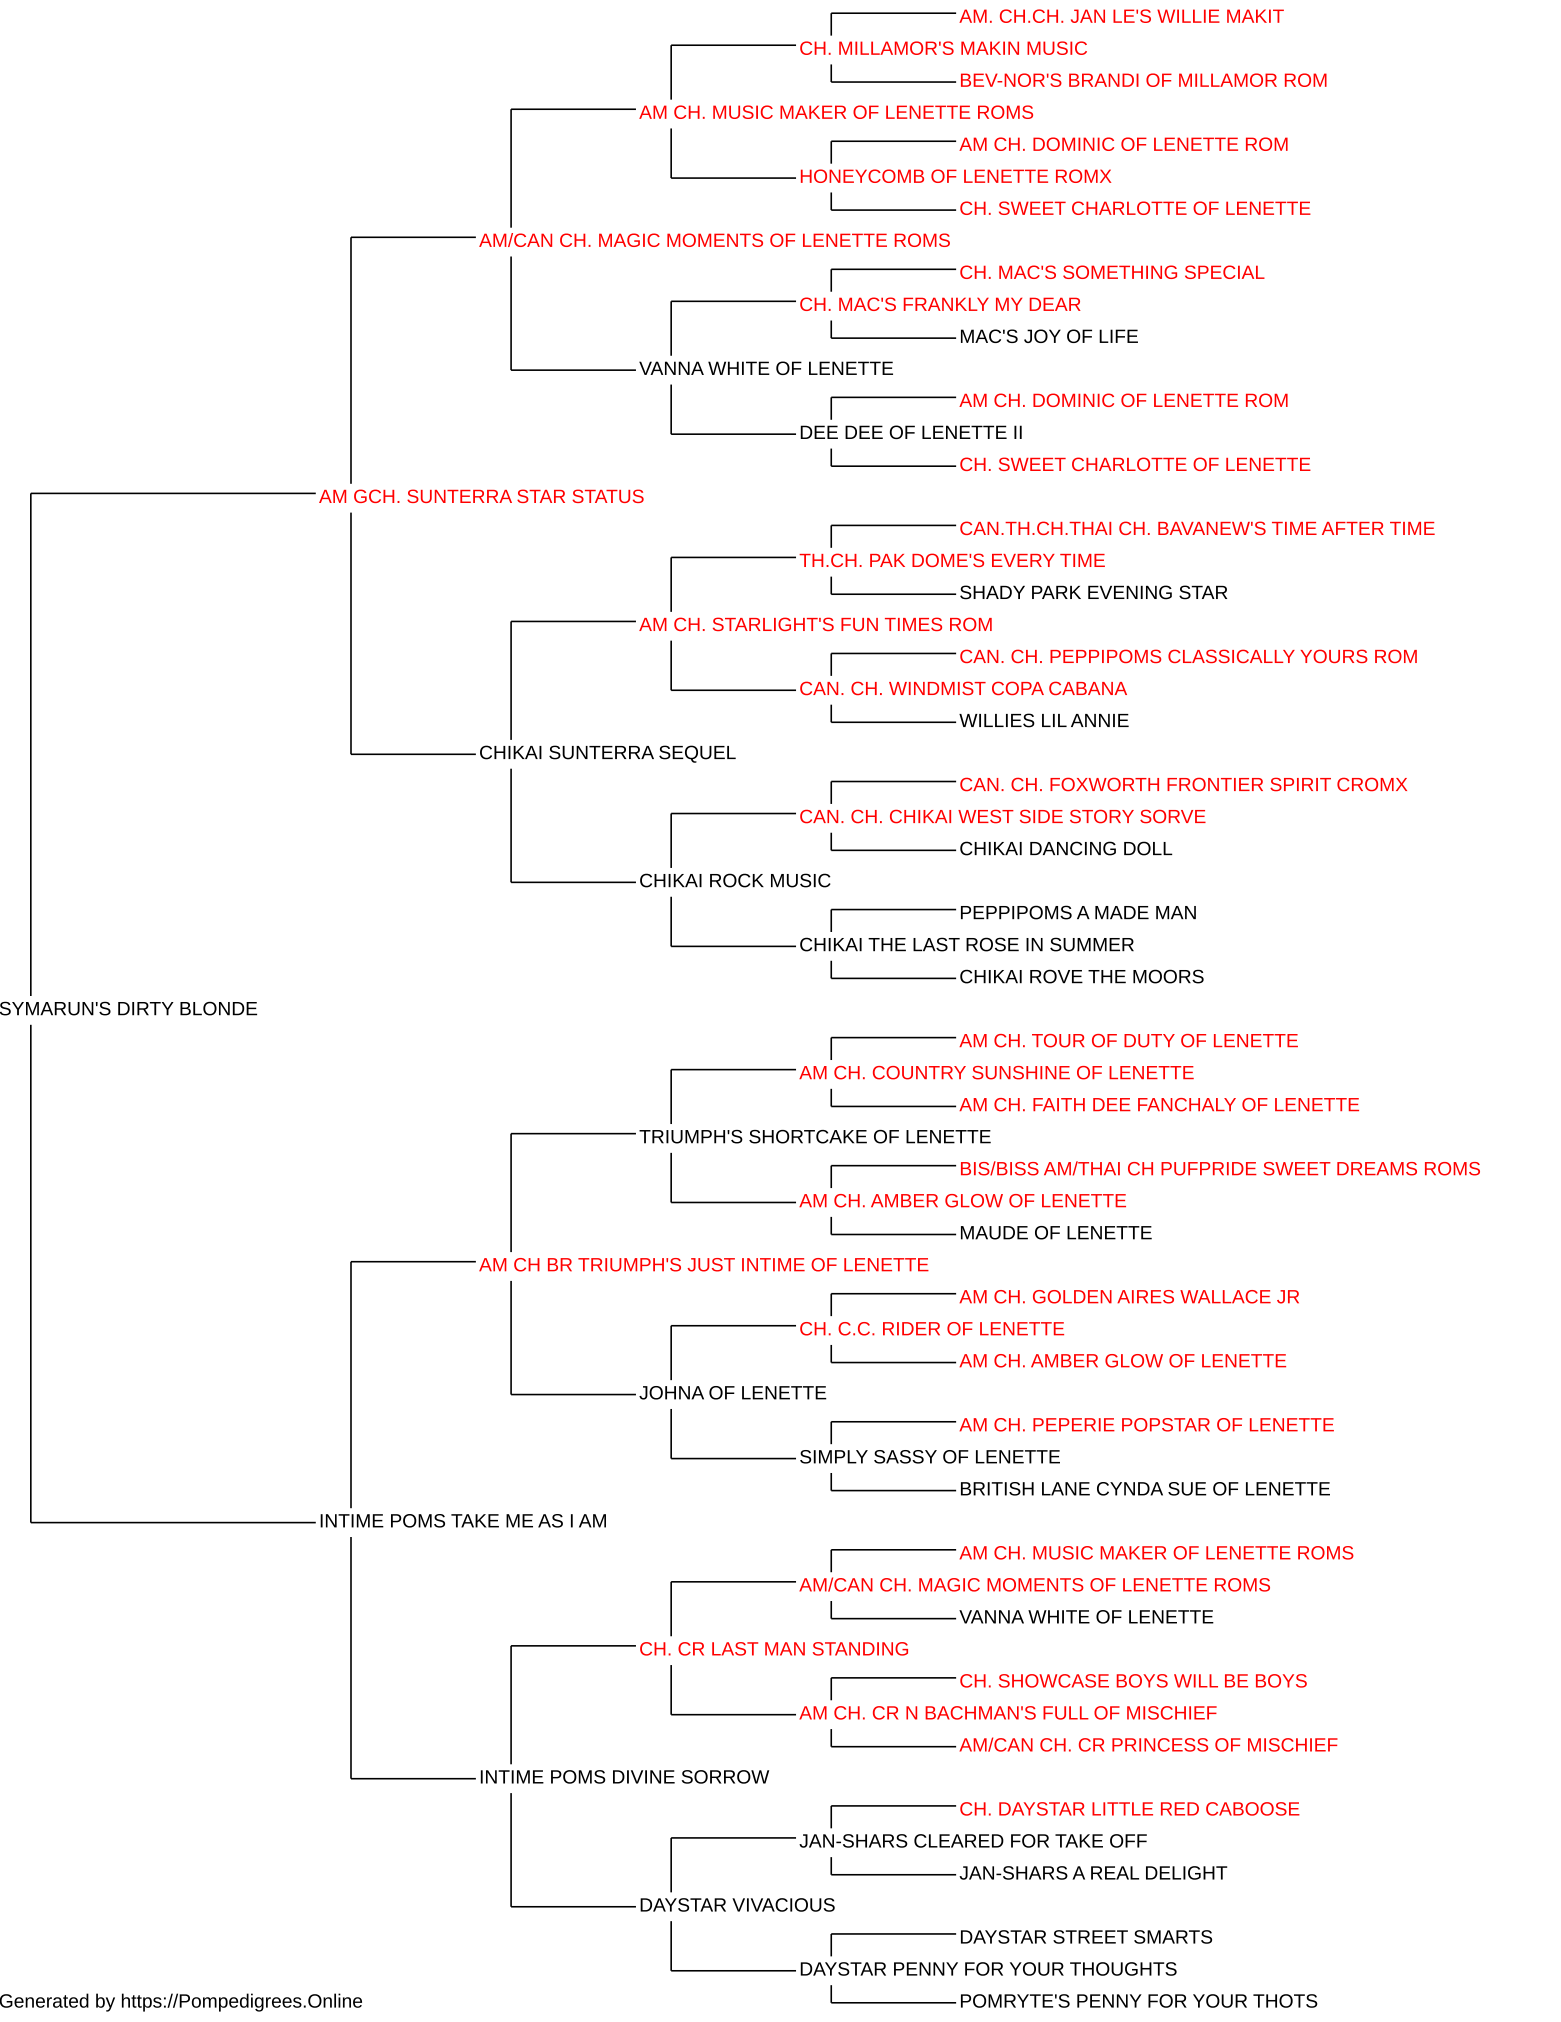 AM. CH.CH. JAN LE'S WILLIE MAKIT
CH. MILLAMOR'S MAKIN MUSIC
BEV-NOR'S BRANDI OF MILLAMOR ROM
AM CH. MUSIC MAKER OF LENETTE ROMS
AM CH. DOMINIC OF LENETTE ROM
HONEYCOMB OF LENETTE ROMX
CH. SWEET CHARLOTTE OF LENETTE
AM/CAN CH. MAGIC MOMENTS OF LENETTE ROMS
CH. MAC'S SOMETHING SPECIAL
CH. MAC'S FRANKLY MY DEAR
MAC'S JOY OF LIFE
VANNA WHITE OF LENETTE
AM CH. DOMINIC OF LENETTE ROM
DEE DEE OF LENETTE II
CH. SWEET CHARLOTTE OF LENETTE
AM GCH. SUNTERRA STAR STATUS
CAN.TH.CH.THAI CH. BAVANEW'S TIME AFTER TIME
TH.CH. PAK DOME'S EVERY TIME
SHADY PARK EVENING STAR
AM CH. STARLIGHT'S FUN TIMES ROM
CAN. CH. PEPPIPOMS CLASSICALLY YOURS ROM
CAN. CH. WINDMIST COPA CABANA
WILLIES LIL ANNIE
CHIKAI SUNTERRA SEQUEL
CAN. CH. FOXWORTH FRONTIER SPIRIT CROMX
CAN. CH. CHIKAI WEST SIDE STORY SORVE
CHIKAI DANCING DOLL
CHIKAI ROCK MUSIC
PEPPIPOMS A MADE MAN
CHIKAI THE LAST ROSE IN SUMMER
CHIKAI ROVE THE MOORS
SYMARUN'S DIRTY BLONDE
AM CH. TOUR OF DUTY OF LENETTE
AM CH. COUNTRY SUNSHINE OF LENETTE
AM CH. FAITH DEE FANCHALY OF LENETTE
TRIUMPH'S SHORTCAKE OF LENETTE
BIS/BISS AM/THAI CH PUFPRIDE SWEET DREAMS ROMS
AM CH. AMBER GLOW OF LENETTE
MAUDE OF LENETTE
AM CH BR TRIUMPH'S JUST INTIME OF LENETTE
AM CH. GOLDEN AIRES WALLACE JR
CH. C.C. RIDER OF LENETTE
AM CH. AMBER GLOW OF LENETTE
JOHNA OF LENETTE
AM CH. PEPERIE POPSTAR OF LENETTE
SIMPLY SASSY OF LENETTE
BRITISH LANE CYNDA SUE OF LENETTE
INTIME POMS TAKE ME AS I AM
AM CH. MUSIC MAKER OF LENETTE ROMS
AM/CAN CH. MAGIC MOMENTS OF LENETTE ROMS
VANNA WHITE OF LENETTE
CH. CR LAST MAN STANDING
CH. SHOWCASE BOYS WILL BE BOYS
AM CH. CR N BACHMAN'S FULL OF MISCHIEF
AM/CAN CH. CR PRINCESS OF MISCHIEF
INTIME POMS DIVINE SORROW
CH. DAYSTAR LITTLE RED CABOOSE
JAN-SHARS CLEARED FOR TAKE OFF
JAN-SHARS A REAL DELIGHT
DAYSTAR VIVACIOUS
DAYSTAR STREET SMARTS
DAYSTAR PENNY FOR YOUR THOUGHTS
POMRYTE'S PENNY FOR YOUR THOTS
Generated by https://Pompedigrees.Online